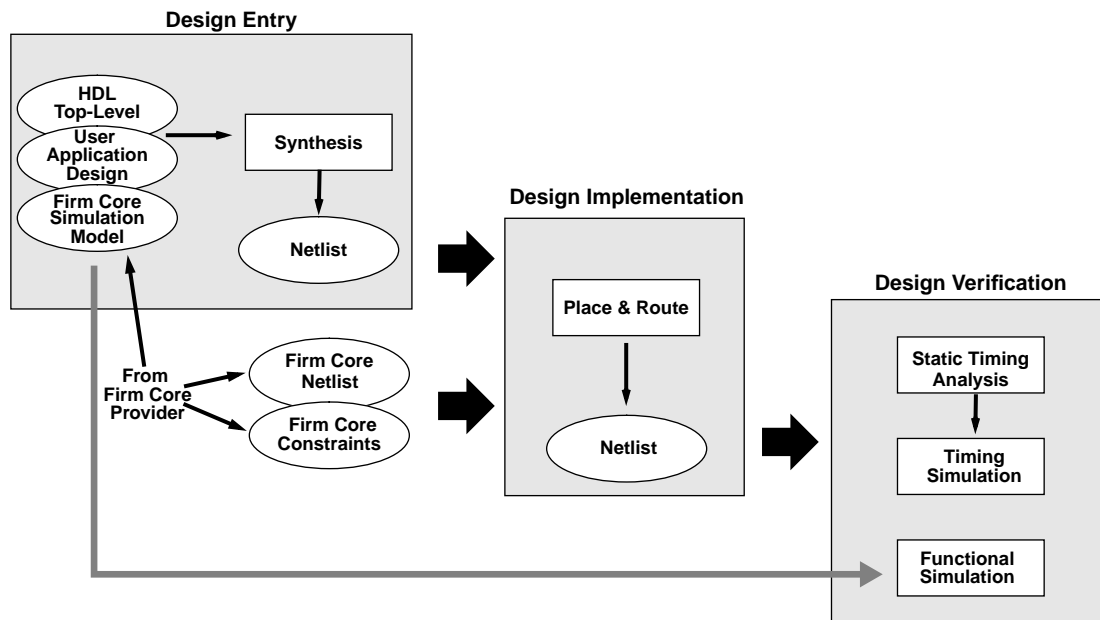 Design Entry
HDL
Top-Level
User
Application
Design
Firm Core
Simulation
Model
Synthesis
Netlist
From
Firm Core
Provider
Firm Core
Netlist
Firm Core
Constraints
Design Implementation
Place & Route
Netlist
Design Verification
Static Timing
Analysis
Timing
Simulation
Functional
Simulation